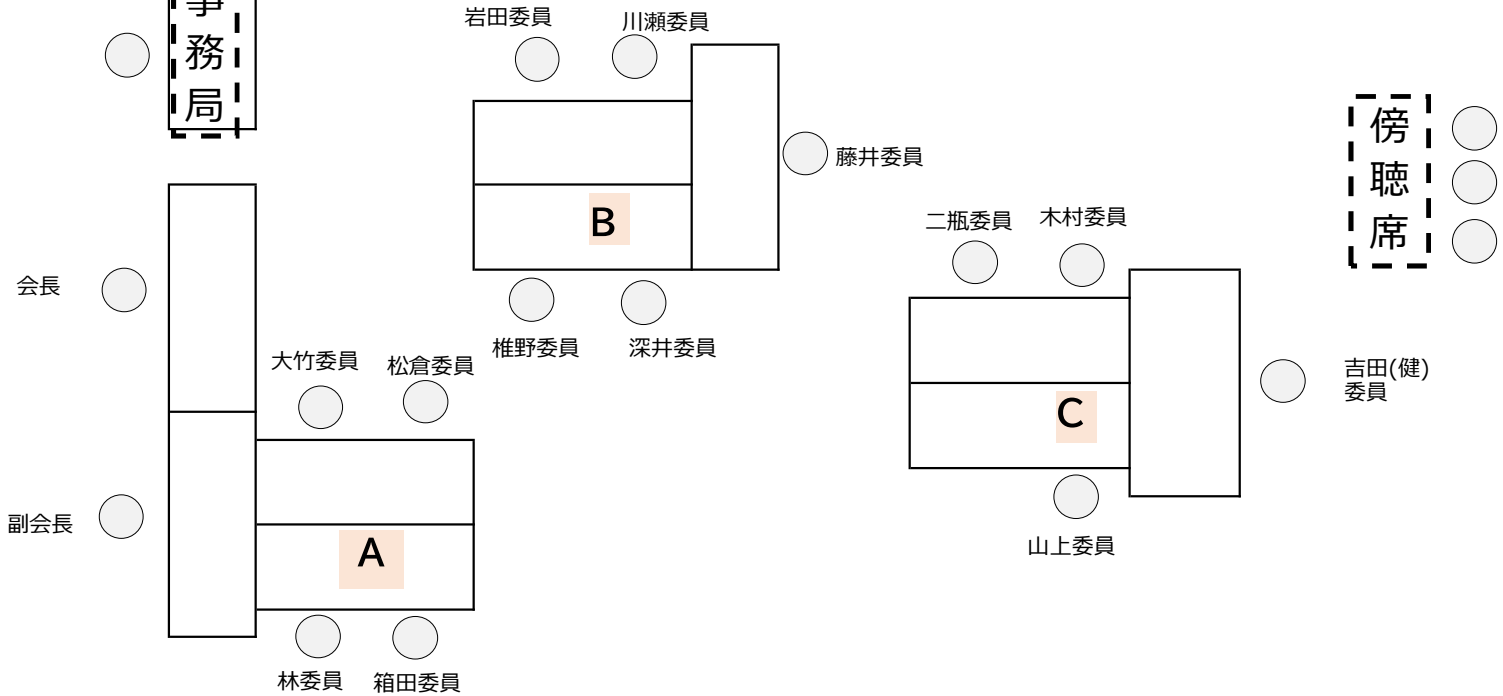 事務局
岩田委員
川瀬委員
藤井委員
B
椎野委員
深井委員
傍聴席
二瓶委員
木村委員
C
吉田(健)
委員
山上委員
会長
副会長
大竹委員
松倉委員
A
林委員
箱田委員